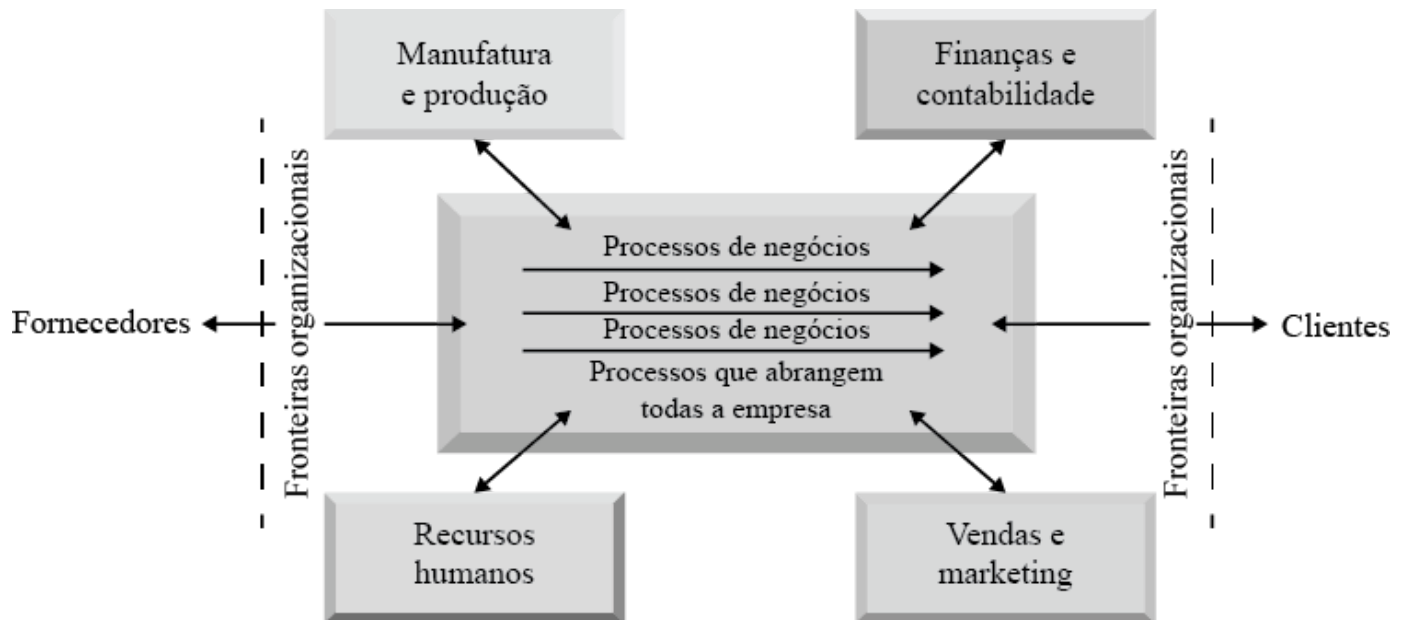 Manufatura
e produção
Finanças e
contabilidade
Fronteiras organizacionais
Fornecedores
Processos de negócios
Processos de negócios
Processos de negócios
Processos que abrangem
todas a empresa
Fronteiras organizacionais
Clientes
Recursos
humanos
Vendas e
marketing